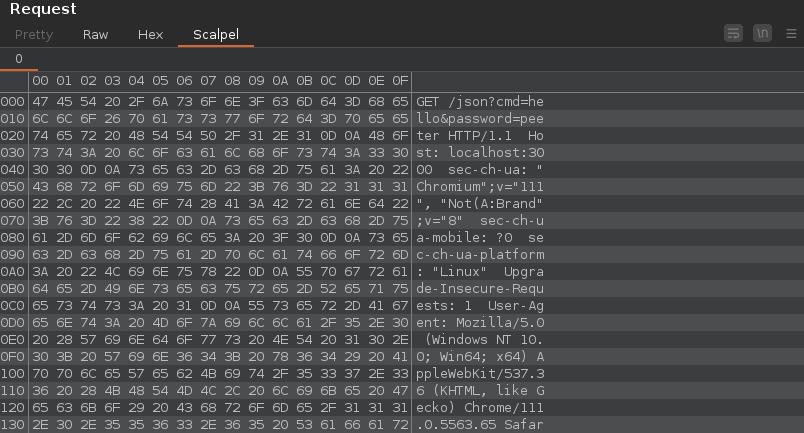 Request
Pretty Raw Hex Scalpel \n
0
00 01 02 03 04 05 06 07 08 09 0A 0B 0C 0D 0E 0F
000 47 45 54 20 2F 6A 73 6F 6E 3F 63 6D 64 3D 68 65 GET /json?cmd=he
010 6C 6C 6F 26 70 61 73 73 77 6F 72 64 3D 70 65 65 llo&password=pee
020 74 65 72 20 48 54 54 50 2F 31 2E 31 0D 0A 48 6F ter HTTP/1.1 Ho
030 73 74 3A 20 6C 6F 63 61 6C 68 6F 73 74 3A 33 30 st: localhost:30
040 30 30 0D 0A 73 65 63 2D 63 68 2D 75 61 3A 20 22 00 sec-ch-ua: "
050 43 68 72 6F 6D 69 75 6D 22 3B 76 3D 22 31 31 31 Chromium";v="111
060 22 2C 20 22 4E 6F 74 28 41 3A 42 72 61 6E 64 22 ", "Not(A:Brand"
070 3B 76 3D 22 38 22 0D 0A 73 65 63 2D 63 68 2D 75 ;v="8" sec-ch-u
080 61 2D 6D 6F 62 69 6C 65 3A 20 3F 30 0D 0A 73 65 a-mobile: ?0 se
090 63 2D 63 68 2D 75 61 2D 70 6C 61 74 66 6F 72 6D c-ch-ua-platform
0A0 3A 20 22 4C 69 6E 75 78 22 0D 0A 55 70 67 72 61 : "Linux" Upgra
0B0 64 65 2D 49 6E 73 65 63 75 72 65 2D 52 65 71 75 de-Insecure-Requ
0C0 65 73 74 73 3A 20 31 0D 0A 55 73 65 72 2D 41 67 ests: 1 User-Ag
0D0 65 6E 74 3A 20 4D 6F 7A 69 6C 6C 61 2F 35 2E 30 ent: Mozilla/5.0
0E0 20 28 57 69 6E 64 6F 77 73 20 4E 54 20 31 30 2E (Windows NT 10.
0F0 30 3B 20 57 69 6E 36 34 3B 20 78 36 34 29 20 41 0; Win64; x64) A
100 70 70 6C 65 57 65 62 4B 69 74 2F 35 33 37 2E 33 ppleWebKit/537.3
110 36 20 28 4B 48 54 4D 4C 2C 20 6C 69 6B 65 20 47 6 (KHTML, like G
120 65 63 6B 6F 29 20 43 68 72 6F 6D 65 2F 31 31 31 ecko) Chrome/111
130 2E 30 2E 35 35 36 33 2E 36 35 20 53 61 66 61 72 .0.5563.65 Safar